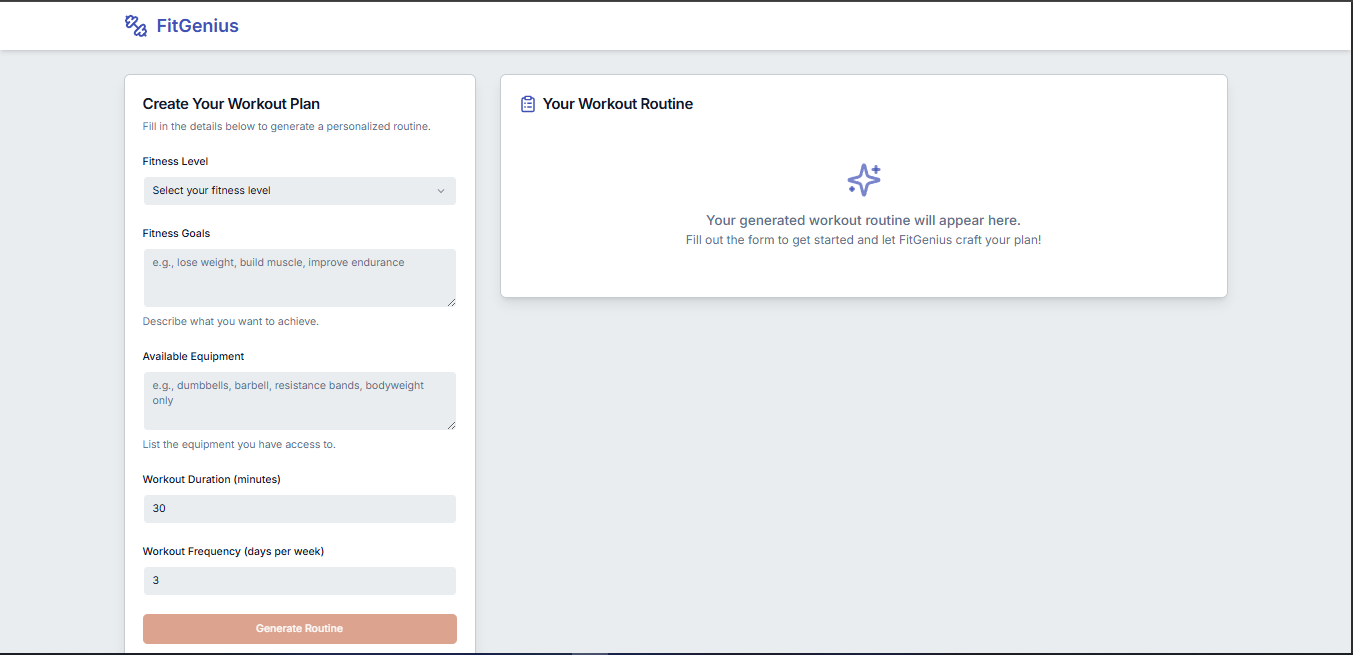 FitGenius
Create Your Workout Plan
Fill in the details below to generate a personalized routine.
Fitness Level
Select your fitness level
Fitness Goals
e.g., lose weight, build muscle, improve endurance
Describe what you want to achieve.
Available Equipment
e.g., dumbbells, barbell, resistance bands, bodyweight
only
List the equipment you have access to.
Workout Duration (minutes)
30
Workout Frequency (days per week)
3
Generate Routine
Your Workout Routine
Your generated workout routine will appear here.
Fill out the form to get started and let FitGenius craft your plan!